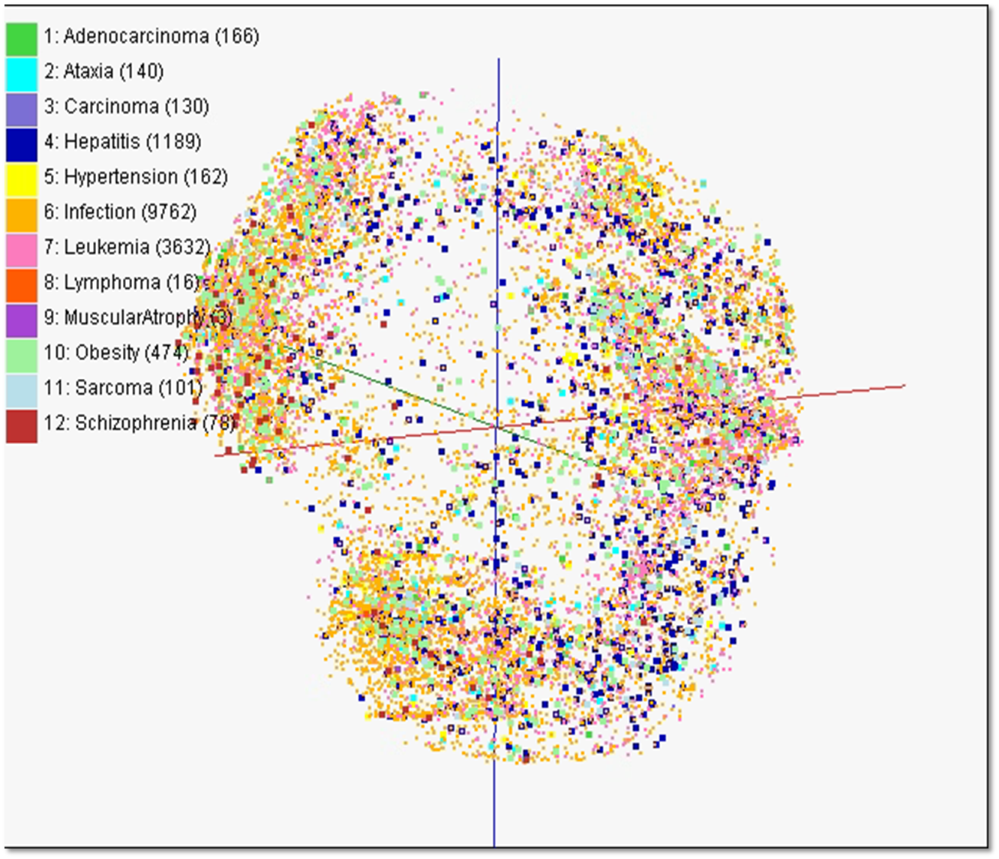 1: Adenocarcinoma (166)
2: Ataxia (140)
3: Carcinoma (130)
4: Hepatitis (1189)
5: Hypertension (162)
6: Infection (9762)
7: Leukemia (3632)
8: Lymphoma (16)
9: MuscularAtrophy (3)
10: Obesity (474)
11: Sarcoma (101)
12: Schizophrenia (78)